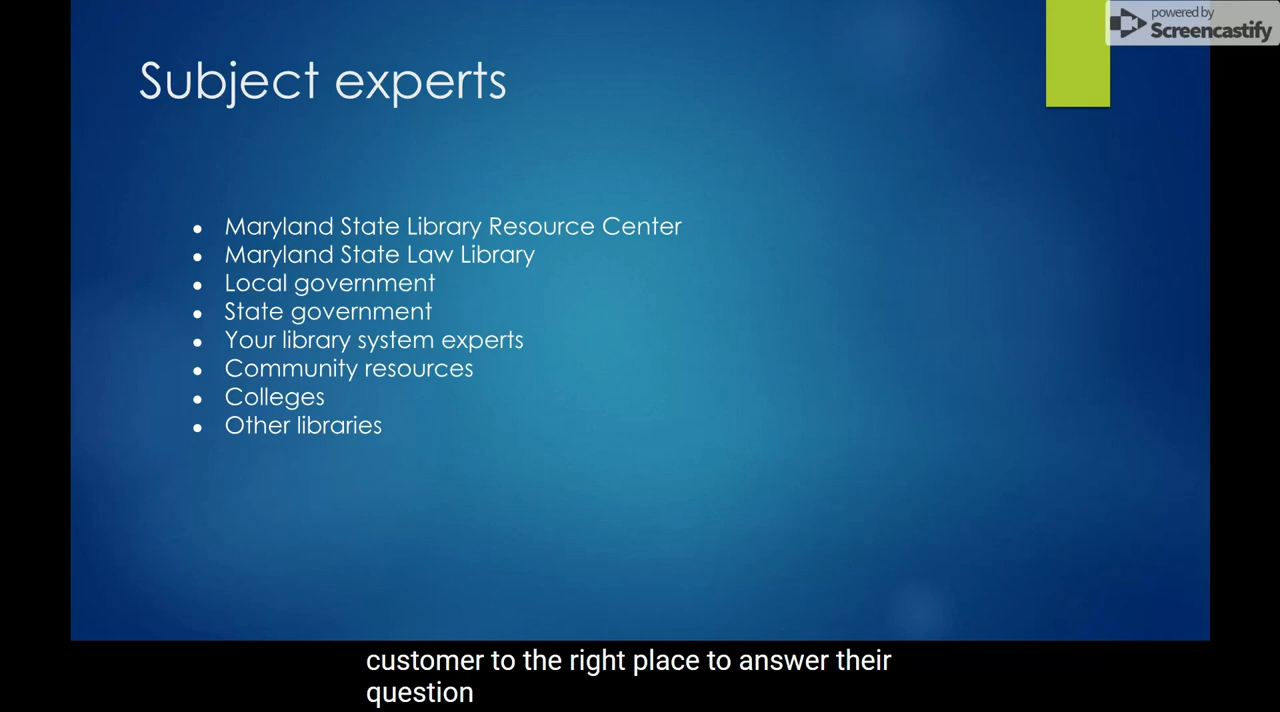 powered by
Screencastify
Subject experts
● Maryland State Library Resource Center
● Maryland State Law Library
● Local government
● State government
● Your library system experts
● Community resources
● Colleges
● Other libraries
customer to the right place to answer their
question